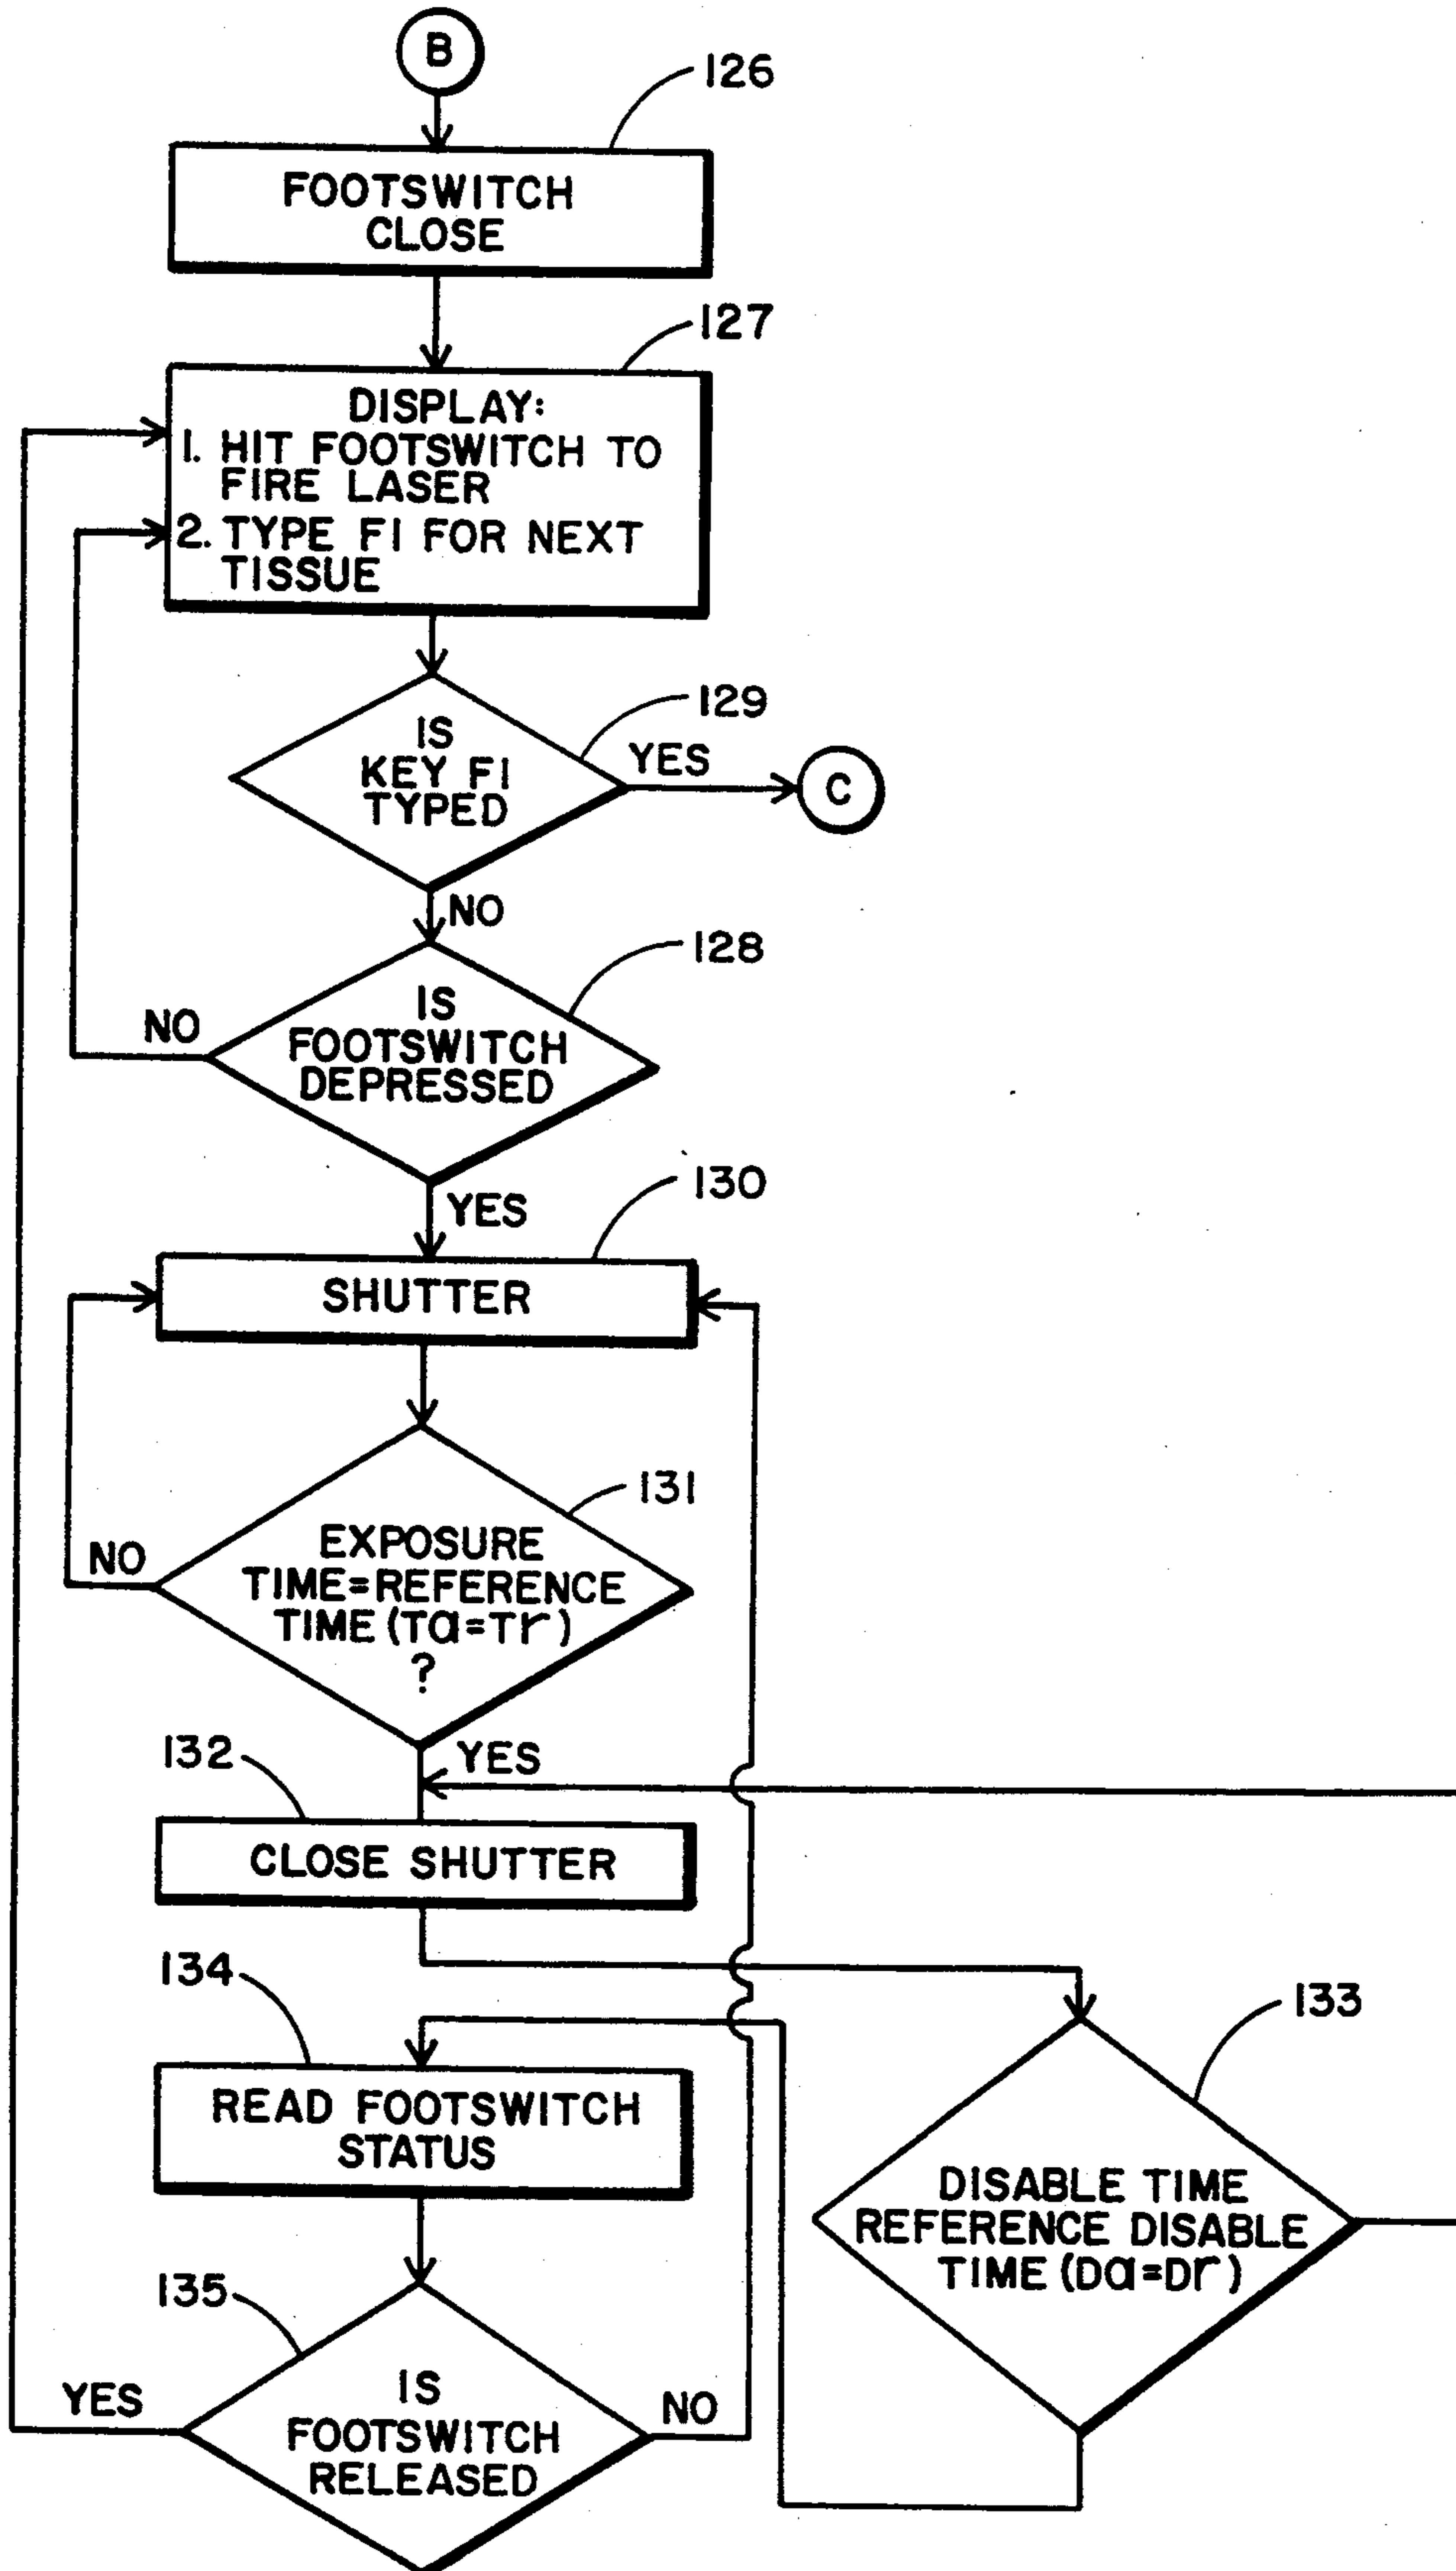 B
126
FOOTSWITCH
CLOSE
127
DISPLAY:
1. HIT FOOTSWITCH TO
FIRE LASER
2. TYPE F1 FOR NEXT
TISSUE
129
IS
KEY F1
TYPED
YES
C
NO
128
IS
FOOTSWITCH
DEPRESSED
NO
YES
130
SHUTTER
131
EXPOSURE
TIME=REFERENCE
TIME (Ta=Tr)
?
NO
YES
132
CLOSE SHUTTER
134
133
READ FOOTSWITCH
STATUS
DISABLE TIME
REFERENCE DISABLE
TIME (Da=Dr)
135
IS
FOOTSWITCH
RELEASED
YES
NO